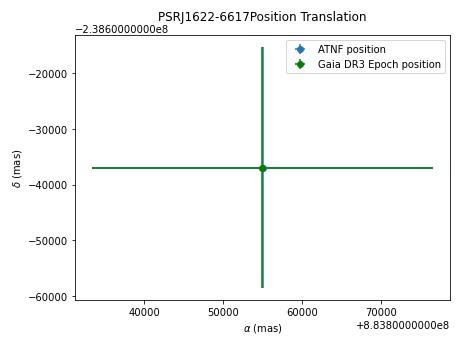 PSRJ1622-6617Position Translation
−2.3860000000e8
ATNF position
Gaia DR3 Epoch position
−20000
−30000
−40000
−50000
−60000
δ (mas)
40000 50000 60000 70000
+8.8380000000e8
α (mas)